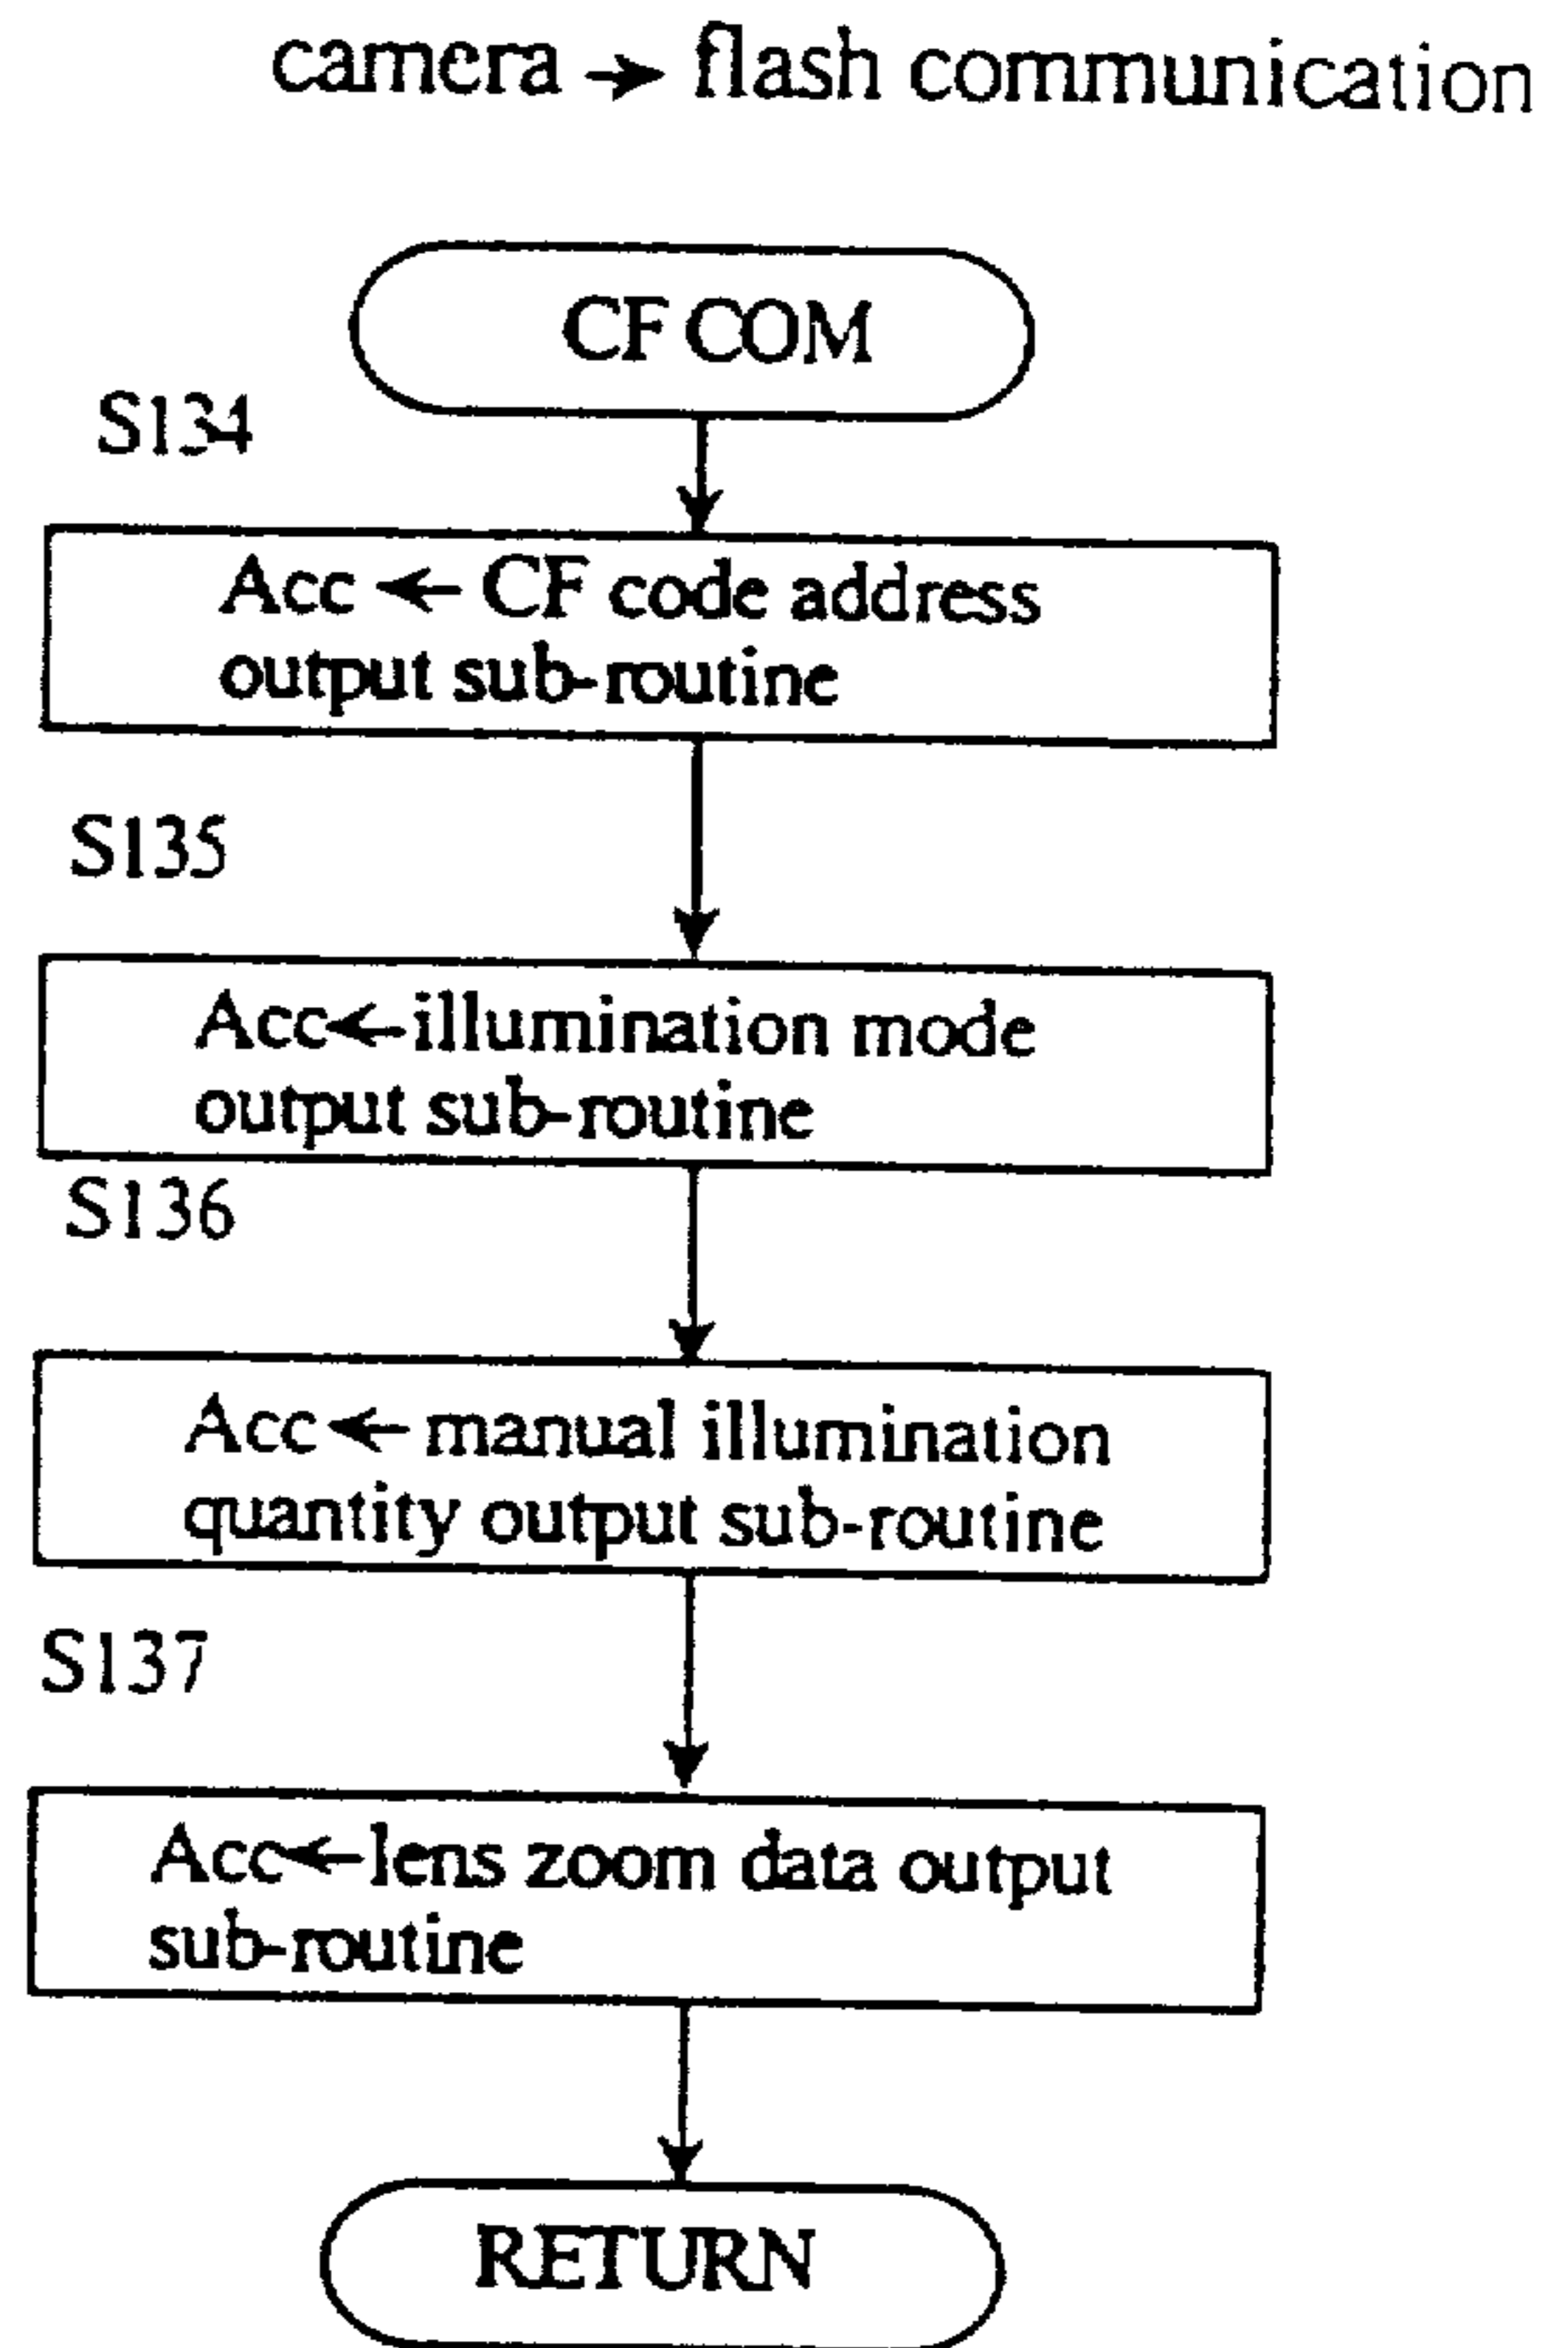 camera → flash communication
CF COM
S134
Acc ← CF code address
output sub-routine
S135
Acc←illumination mode
output sub-routine
S136
Acc← manual illumination
quantity output sub-routine
S137
Acc←lens zoom data output
sub-routine
RETURN